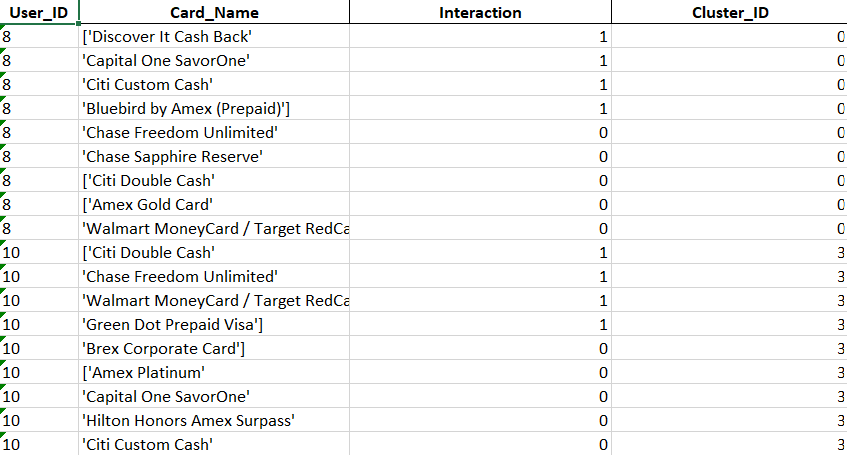 User_ID Card_Name Interaction Cluster_ID
8 ['Discover It Cash Back' 1 0
8 'Capital One SavorOne' 1 0
8 'Citi Custom Cash' 1 0
8 'Bluebird by Amex (Prepaid)'] 1 0
8 'Chase Freedom Unlimited' 0 0
8 'Chase Sapphire Reserve' 0 0
8 ['Citi Double Cash' 0 0
8 ['Amex Gold Card' 0 0
8 'Walmart MoneyCard / Target RedCa 0 0
10 ['Citi Double Cash' 1 3
10 'Chase Freedom Unlimited' 1 3
10 'Walmart MoneyCard / Target RedCa 1 3
10 'Green Dot Prepaid Visa'] 1 3
10 'Brex Corporate Card'] 0 3
10 ['Amex Platinum' 0 3
10 'Capital One SavorOne' 0 3
10 'Hilton Honors Amex Surpass' 0 3
10 'Citi Custom Cash' 0 3